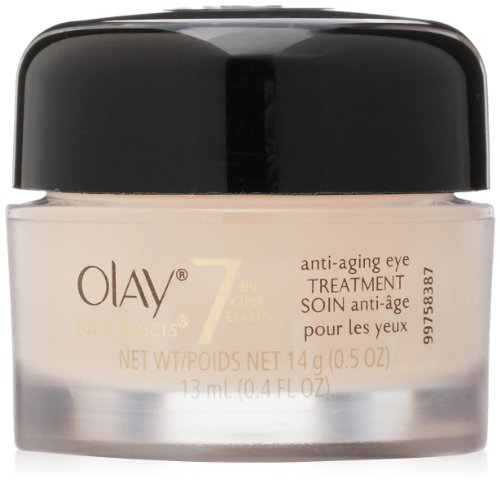 OLAY®
TOTAL EFFECTS®
7 IN
ONE
EN UN
anti-aging eye
TREATMENT
SOIN anti-âge
pour les yeux
99758387
NET WT/POIDS NET 14 g (0.5 OZ)
13 mL (0.4 FL OZ)